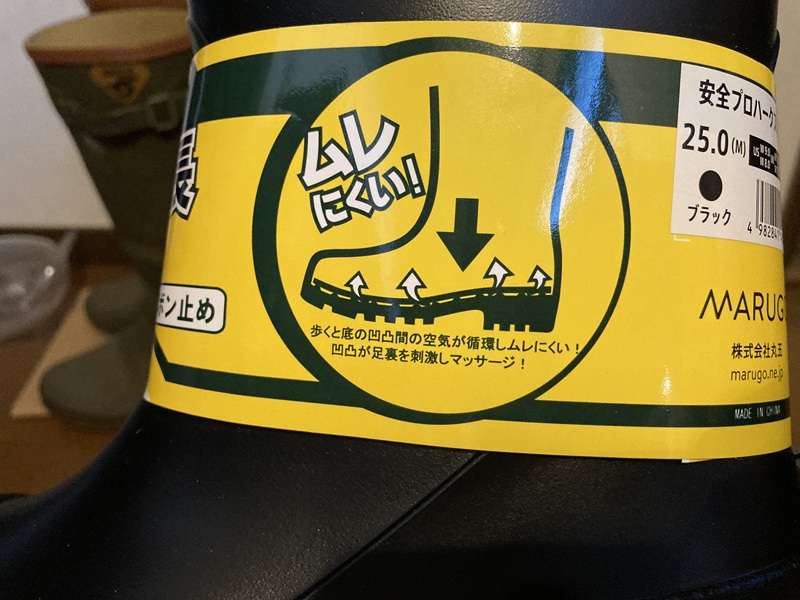 長
ボン止め
ムレ
にくい!
歩くと底の凹凸間の空気が循環しムレにくい!
凹凸が足裏を刺激しマッサージ!
安全プロハーク
25.0(M)
ブラック
MARUG
株式会社丸五
marugo.ne.jp
MADE IN CHINA